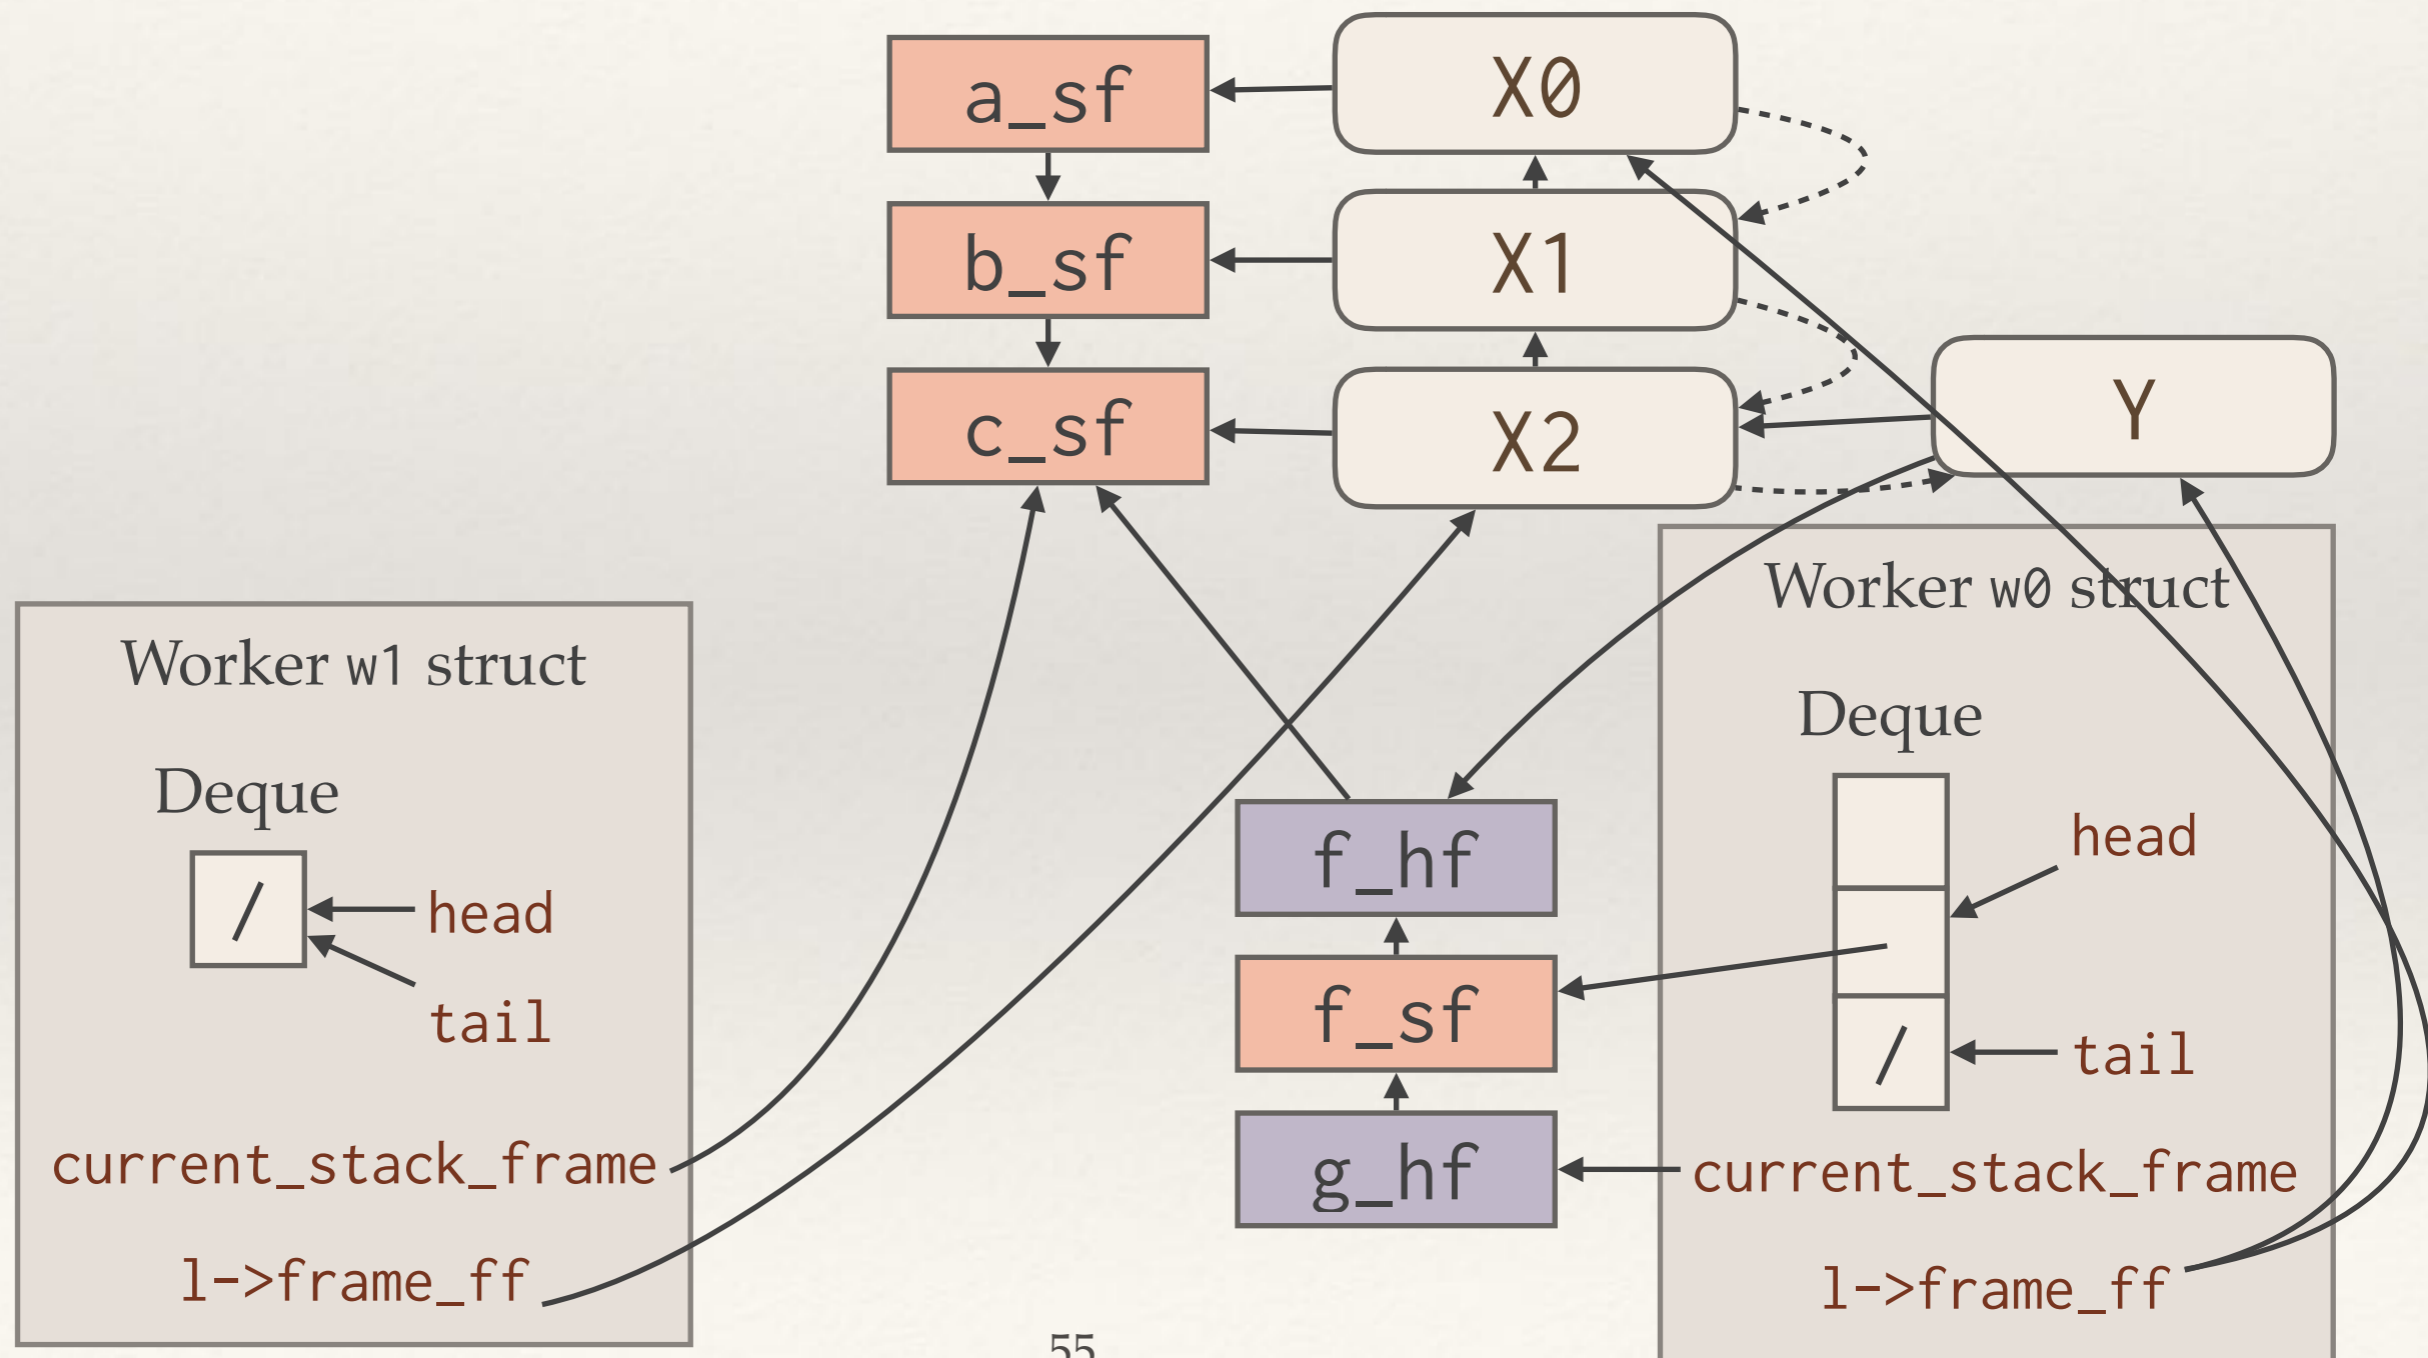 a_sf
X0
b_sf
X1
c_sf
X2
Y
Worker w1 struct
Deque
/
head
tail
current_stack_frame
l->frame_ff
f_hf
f_sf
g_hf
Worker w0 struct
Deque
head
/
tail
current_stack_frame
l->frame_ff
55